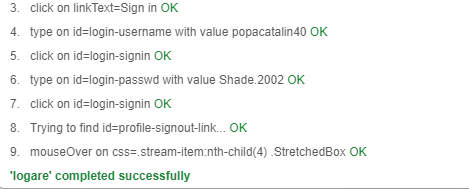 3. click on linkText=Sign in OK
4. type on id=login-username with value popacatalin40 OK
5. click on id=login-signin OK
6. type on id=login-passwd with value Shade.2002 OK
7. click on id=login-signin OK
8. Trying to find id=profile-signout-link... OK
9. mouseOver on css=.stream-item:nth-child(4) .StretchedBox OK
'logare' completed successfully